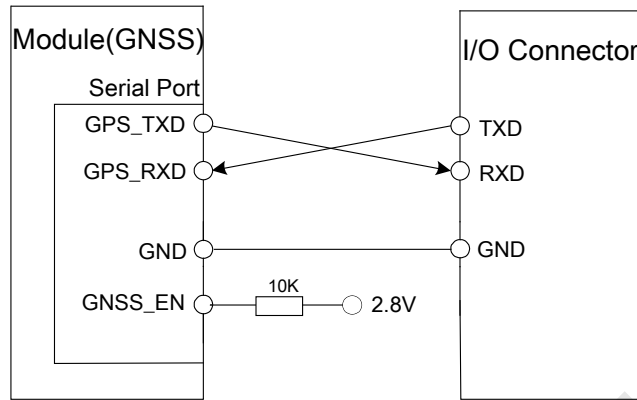 Module(GNSS)
I/O Connector
Serial Port
GPS_TXD
TXD
GPS_RXD
RXD
GND
GND
10K
GNSS_EN
2.8V